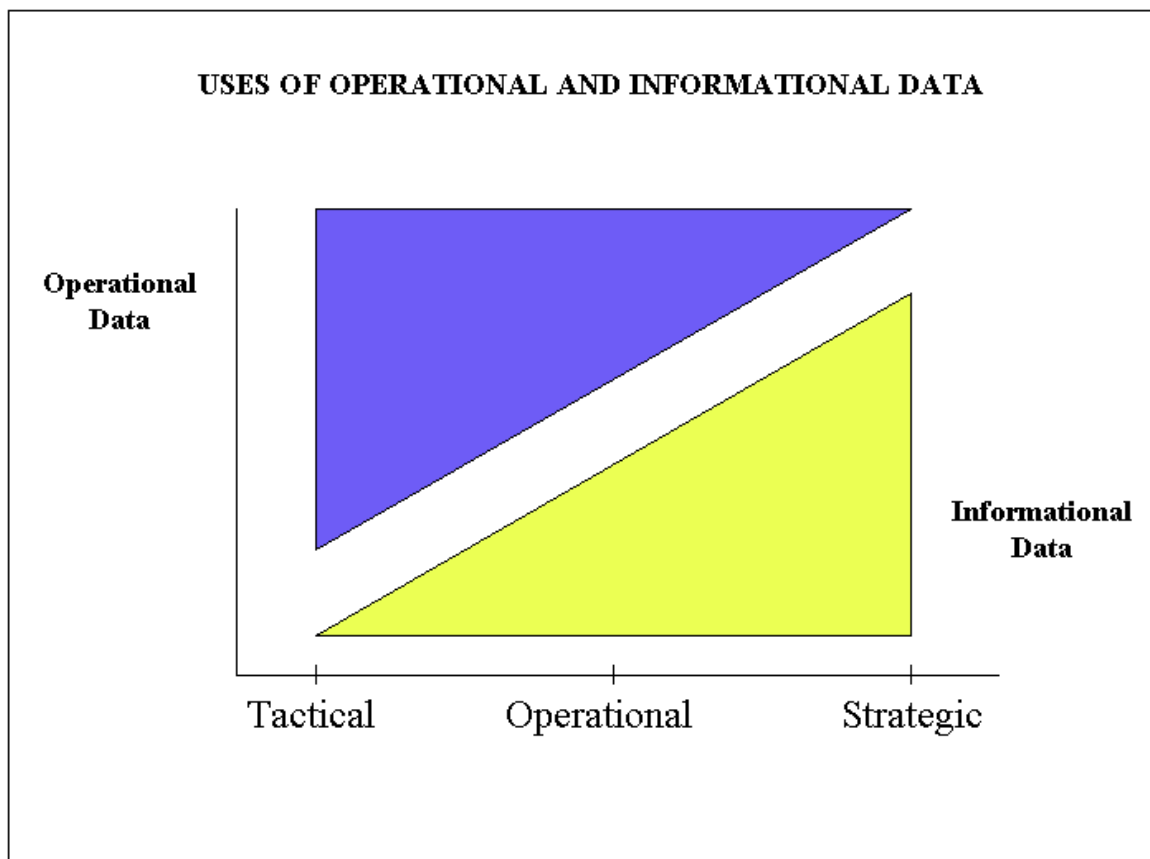 USES OF OPERATIONAL AND INFORMATIONAL DATA
Operational
Data
Informational
Data
Tactical
Operational
Strategic